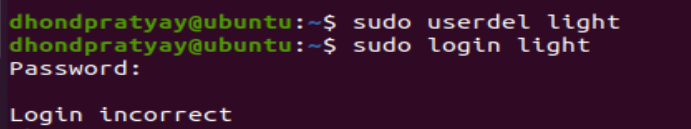 dhondpratyay@ubuntu:~$ sudo userdel light
dhondpratyay@ubuntu:~$ sudo login light
Password:
Login incorrect